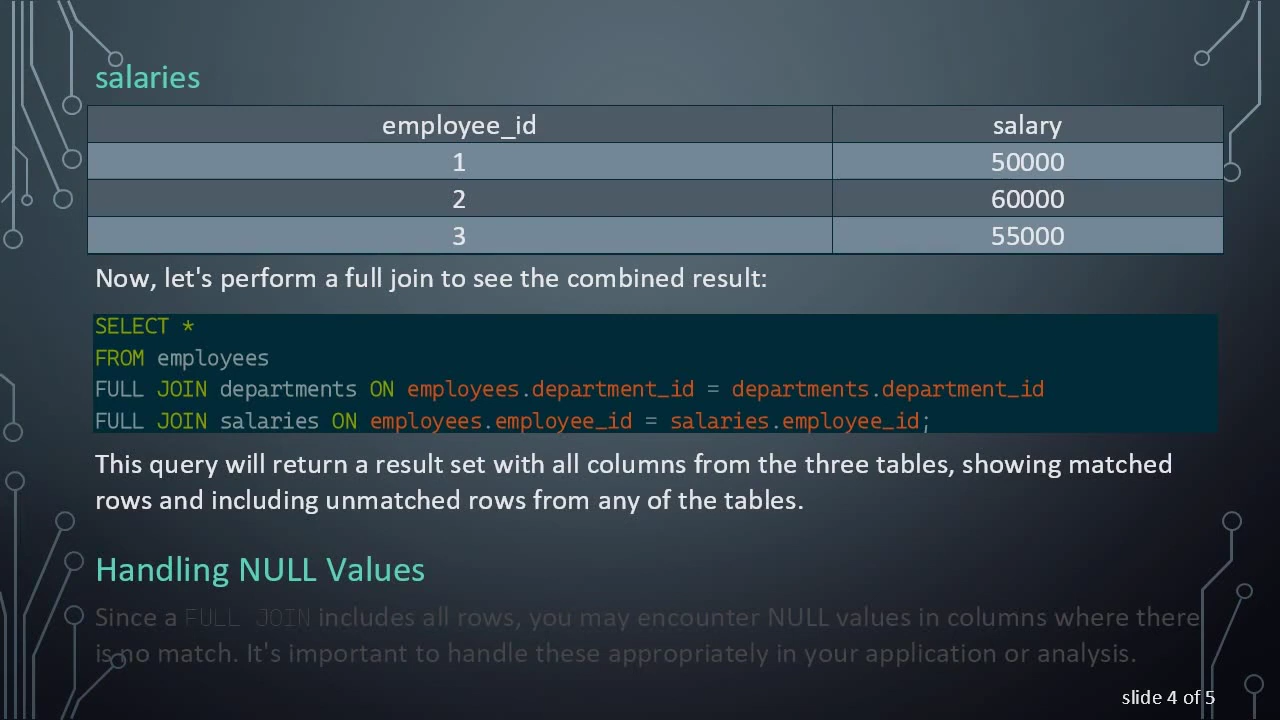 salaries
employee_id salary
1 50000
2 60000
3 55000
Now, let's perform a full join to see the combined result:
SELECT *
FROM employees
FULL JOIN departments ON employees.department_id = departments.department_id
FULL JOIN salaries ON employees.employee_id = salaries.employee_id;
This query will return a result set with all columns from the three tables, showing matched
rows and including unmatched rows from any of the tables.
Handling NULL Values
Since a FULL JOIN includes all rows, you may encounter NULL values in columns where there
is no match. It's important to handle these appropriately in your application or analysis.
slide 4 of 5